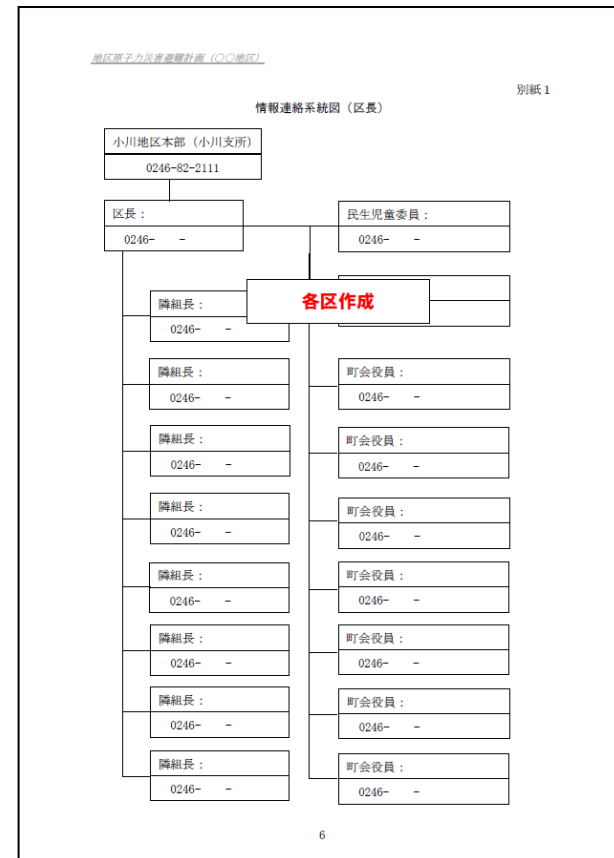 地区原子力災害避難計画（〇〇地区）
別紙１
情報連絡系統図（区長）
小川地区本部（小川支所）
0246-82-2111
区長：
0246-　-
民生児童委員：
0246-　-
各区作成
隣組長：
0246-　-
隣組長：
0246-　-
町会役員：
0246-　-
隣組長：
0246-　-
町会役員：
0246-　-
隣組長：
0246-　-
町会役員：
0246-　-
隣組長：
0246-　-
町会役員：
0246-　-
隣組長：
0246-　-
町会役員：
0246-　-
隣組長：
0246-　-
町会役員：
0246-　-
隣組長：
0246-　-
町会役員：
0246-　-
6